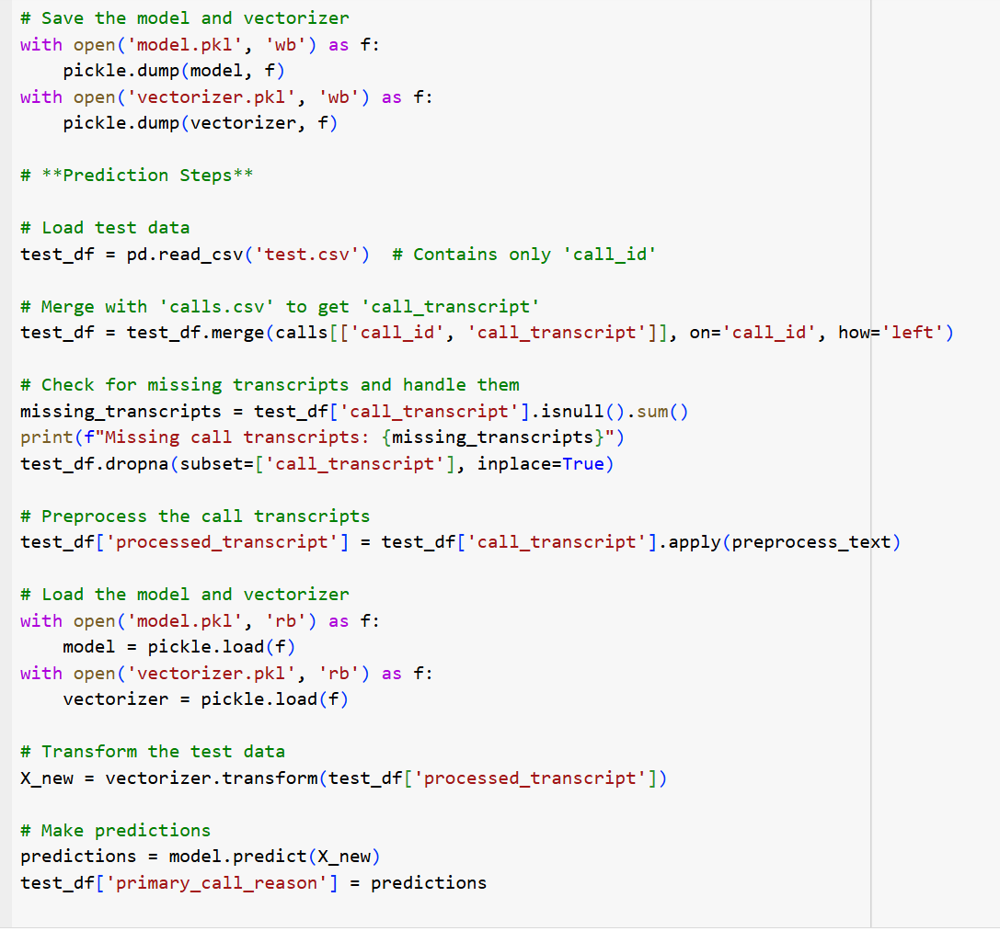 # Save the model and vectorizer
with open('model.pkl', 'wb') as f:
    pickle.dump(model, f)
with open('vectorizer.pkl', 'wb') as f:
    pickle.dump(vectorizer, f)

# **Prediction Steps**

# Load test data
test_df = pd.read_csv('test.csv')  # Contains only 'call_id'

# Merge with 'calls.csv' to get 'call_transcript'
test_df = test_df.merge(calls[['call_id', 'call_transcript']], on='call_id', how='left')

# Check for missing transcripts and handle them
missing_transcripts = test_df['call_transcript'].isnull().sum()
print(f"Missing call transcripts: {missing_transcripts}")
test_df.dropna(subset=['call_transcript'], inplace=True)

# Preprocess the call transcripts
test_df['processed_transcript'] = test_df['call_transcript'].apply(preprocess_text)

# Load the model and vectorizer
with open('model.pkl', 'rb') as f:
    model = pickle.load(f)
with open('vectorizer.pkl', 'rb') as f:
    vectorizer = pickle.load(f)

# Transform the test data
X_new = vectorizer.transform(test_df['processed_transcript'])

# Make predictions
predictions = model.predict(X_new)
test_df['primary_call_reason'] = predictions